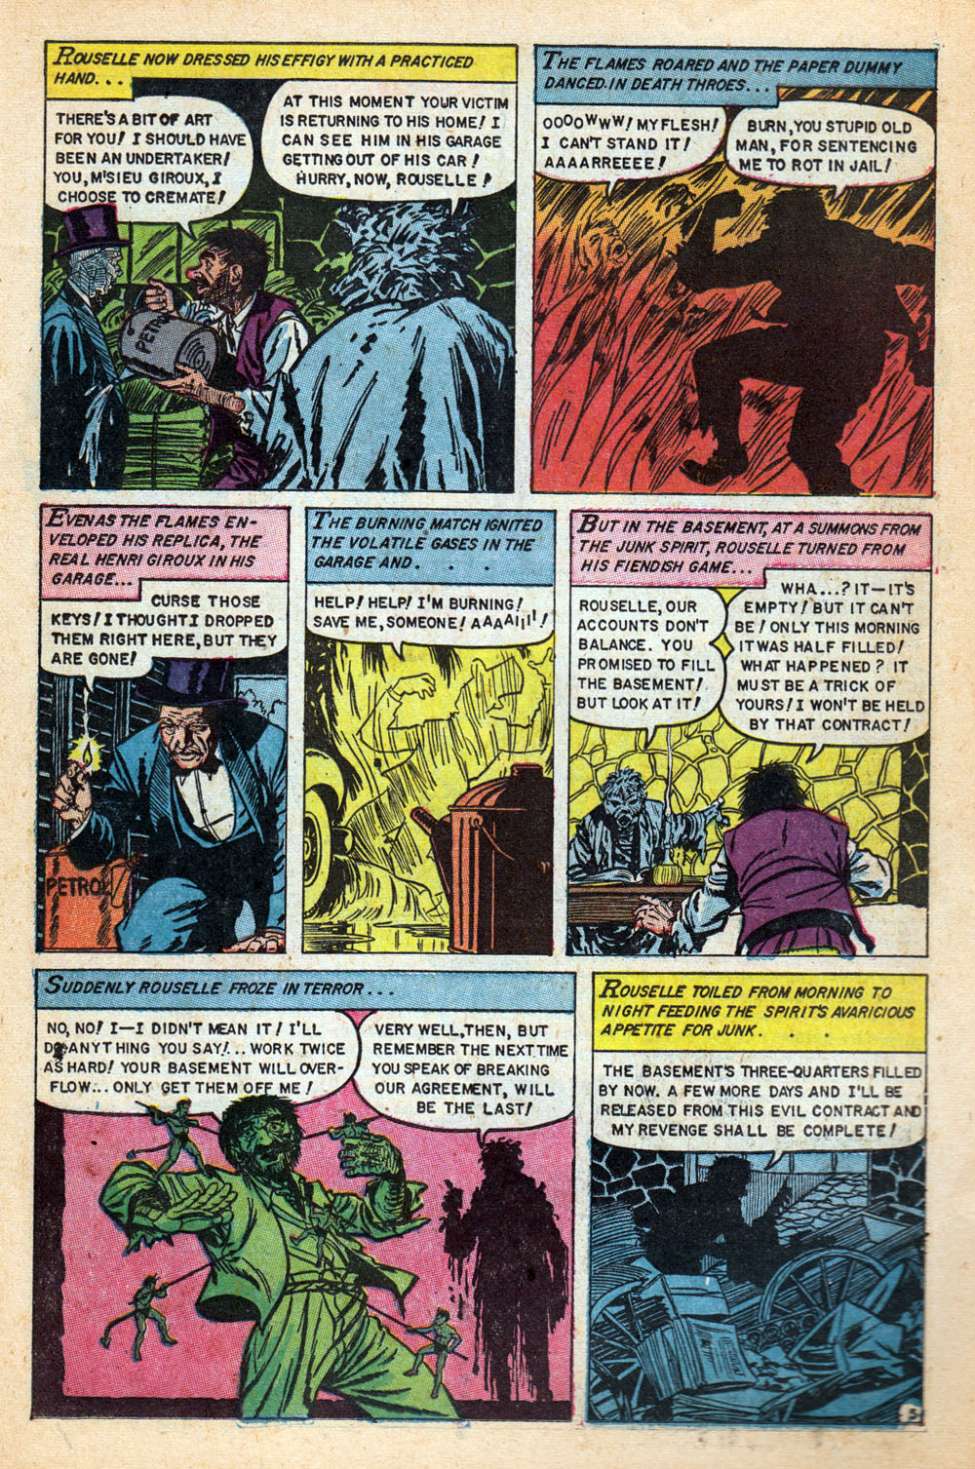 ROUSELLE NOW DRESSED HIS EFFIGY WITH A PRACTICED
HAND...
THERE'S A BIT OF ART
FOR YOU! I SHOULD HAVE
BEEN AN UNDERTAKER!
YOU, M'SIEU GIROUX, I
CHOOSE TO CREMATE!
AT THIS MOMENT YOUR VICTIM
IS RETURNING TO HIS HOME! I
CAN SEE HIM IN HIS GARAGE
GETTING OUT OF HIS CAR!
HURRY, NOW, ROUSELLE!
PETR
THE FLAMES ROARED AND THE PAPER DUMMY
DANCED IN DEATH THROES...
OOOOWWW! MY FLESH!
I CAN'T STAND IT!
AAAARREEEE!
BURN, YOU STUPID OLD
MAN, FOR SENTENCING
ME TO ROT IN JAIL!
EVEN AS THE FLAMES EN-
VELOPED HIS REPLICA, THE
REAL HENRI GIROUX IN HIS
GARAGE...
CURSE THOSE
KEYS! I THOUGHT I DROPPED
THEM RIGHT HERE, BUT THEY
ARE GONE!
PETROL
THE BURNING MATCH IGNITED
THE VOLATILE GASES IN THE
GARAGE AND. . .
HELP! HELP! I'M BURNING!
SAVE ME, SOMEONE! AAAAIIII!
BUT IN THE BASEMENT, AT A SUMMONS FROM
THE JUNK SPIRIT, ROUSELLE TURNED FROM
HIS FIENDISH GAME...
ROUSELLE, OUR
ACCOUNTS DON'T
BALANCE. YOU
PROMISED TO FILL
THE BASEMENT!
BUT LOOK AT IT!
WHA...? IT—IT'S
EMPTY! BUT IT CAN'T
BE! ONLY THIS MORNING
IT WAS HALF FILLED!
WHAT HAPPENED? IT
MUST BE A TRICK OF
YOURS! I WON'T BE HELD
BY THAT CONTRACT!
SUDDENLY ROUSELLE FROZE IN TERROR...
NO, NO! I—I DIDN'T MEAN IT! I'LL
DO ANYTHING YOU SAY!.. WORK TWICE
AS HARD! YOUR BASEMENT WILL OVER-
FLOW... ONLY GET THEM OFF ME!
VERY WELL, THEN, BUT
REMEMBER THE NEXT TIME
YOU SPEAK OF BREAKING
OUR AGREEMENT, WILL
BE THE LAST!
ROUSELLE TOILED FROM MORNING TO
NIGHT FEEDING THE SPIRIT'S AVARICIOUS
APPETITE FOR JUNK. . .
THE BASEMENT'S THREE-QUARTERS FILLED
BY NOW. A FEW MORE DAYS AND I'LL BE
RELEASED FROM THIS EVIL CONTRACT AND
MY REVENGE SHALL BE COMPLETE!
5